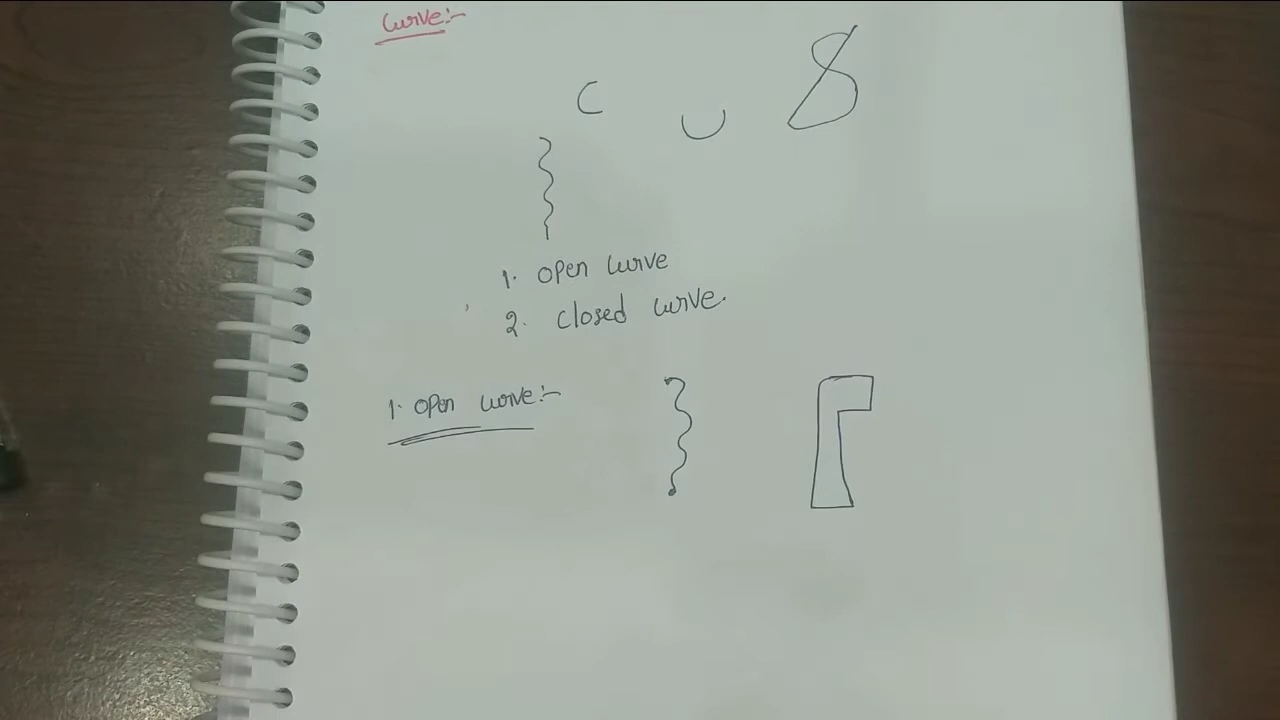 Curve:-
1. open curve
2. closed curve.
1. open curve:-